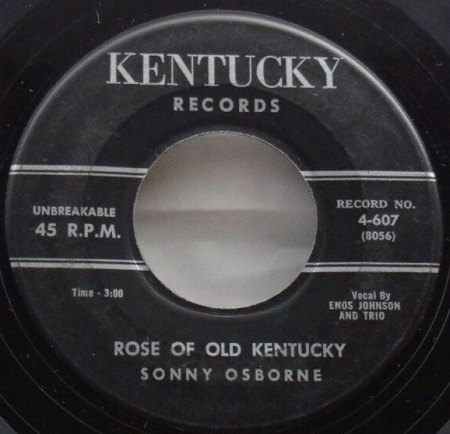 KENTUCKY
RECORDS
UNBREAKABLE
45 R.P.M.
RECORD NO.
4-607
(8056)
Time - 3:00
Vocal By
ENOS JOHNSON
AND TRIO
ROSE OF OLD KENTUCKY
SONNY OSBORNE